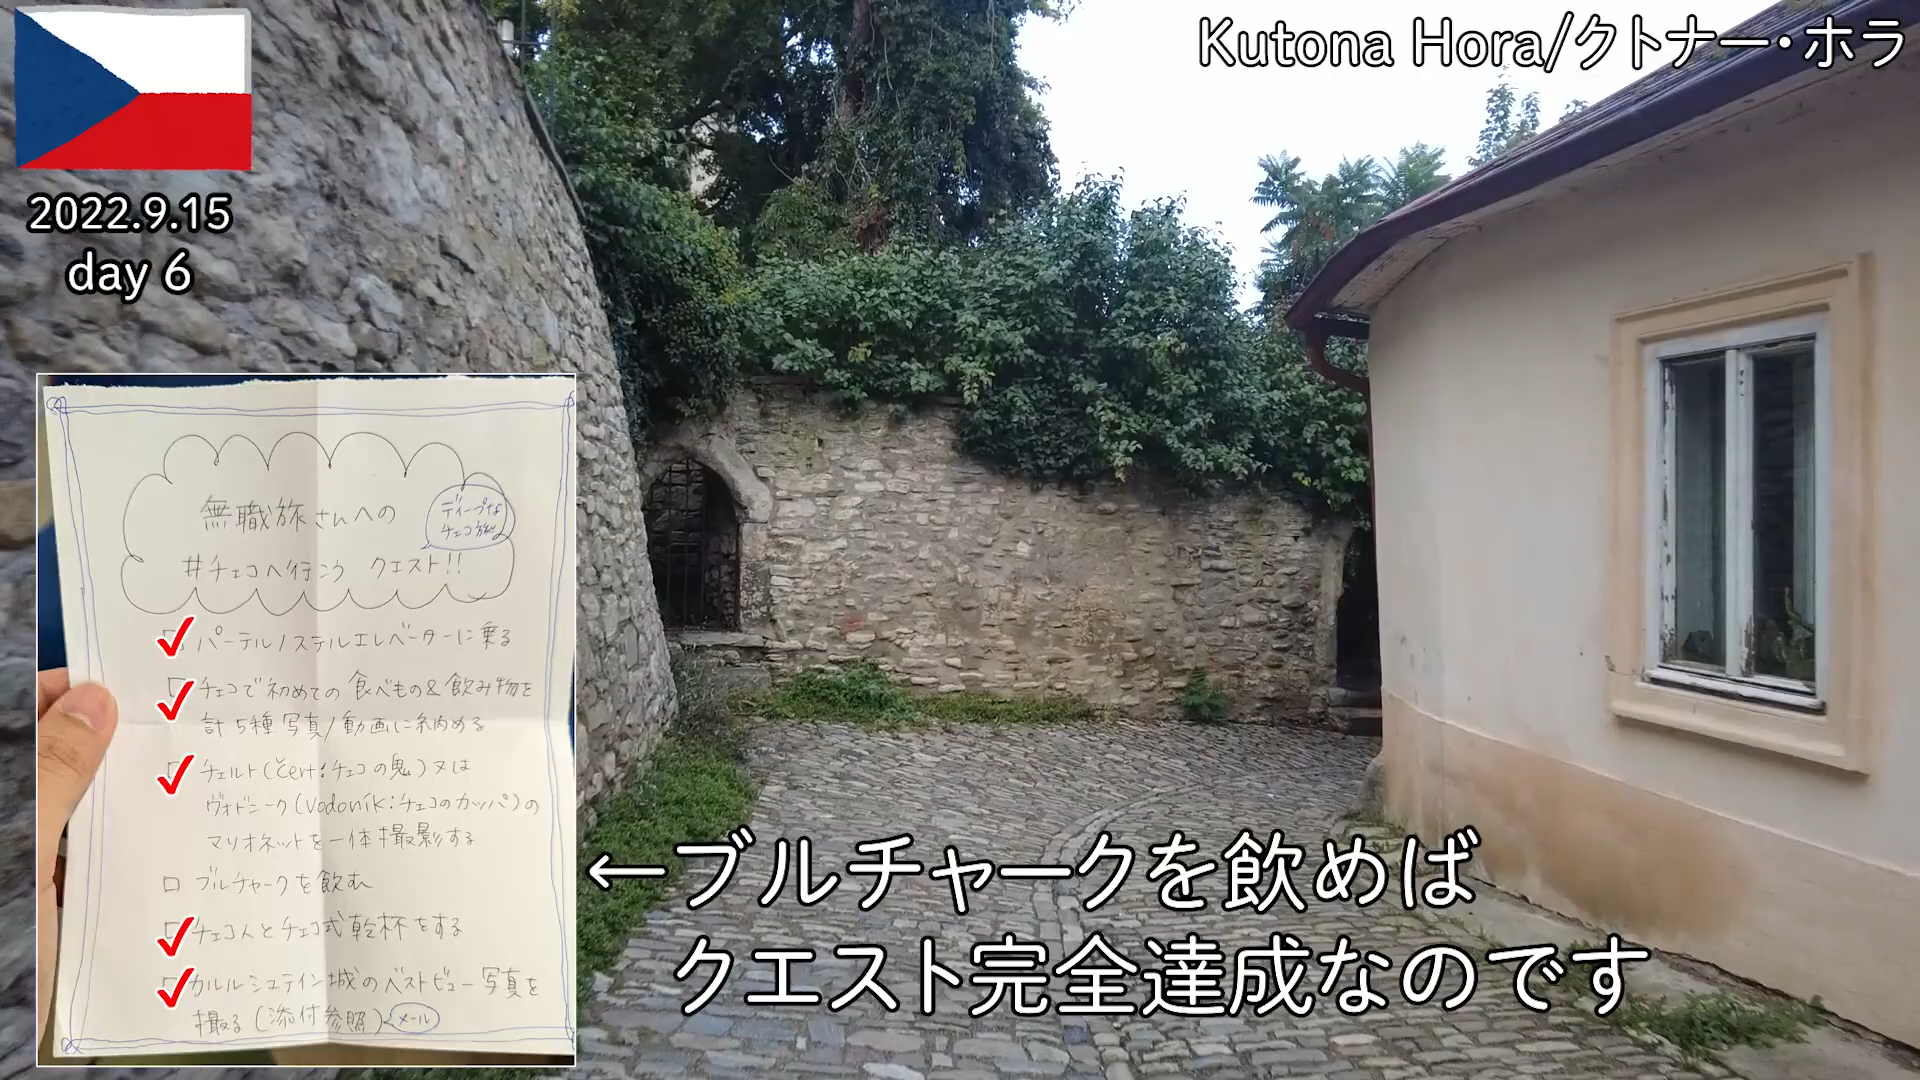 Kutona Hora/クトナー・ホラ
2022.9.15
day 6
無職旅さんへの
ディープな
チェコ旅
#チェコへ行こう クエスト!!
パーテルノステルエレベーターに乗る
チェコで初めての食べもの&飲み物を
計5種写真/動画に納める
チェルト(čert:チェコの鬼)又は
ヴォドニーク(vodoník:チェコのカッパ)の
マリオネットを一体撮影する
ブルチャークを飲む
チェコ人とチェコ式乾杯をする
カルルシュテイン城のベストビュー写真を
撮る(添付参照)メール
←ブルチャークを飲めば
クエスト完全達成なのです